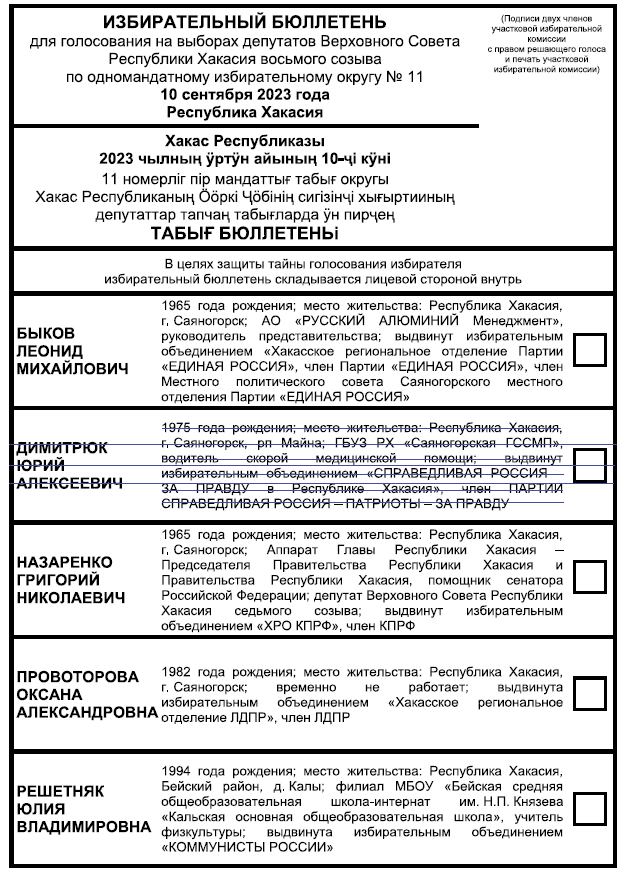 ИЗБИРАТЕЛЬНЫЙ БЮЛЛЕТЕНЬ
для голосования на выборах депутатов Верховного Совета
Республики Хакасия восьмого созыва
по одномандатному избирательному округу № 11
10 сентября 2023 года
Республика Хакасия
(Подписи двух членов
участковой избирательной
комиссии
с правом решающего голоса
и печать участковой
избирательной комиссии)
Хакас Республиказы
2023 чылның ӱртӱн айының 10-ҷі кӱні
11 номерліг пір мандаттығ табығ округы
Хакас Республиканың Ӧӧркі Чӧбінің сигізінҷі хығыртиının
депутаттар тапчаң табығларда ӱн пирҷең
ТАБЫҒ БЮЛЛЕТЕНЬі
В целях защиты тайны голосования избирателя
избирательный бюллетень складывается лицевой стороной внутрь
БЫКОВ
ЛЕОНИД
МИХАЙЛОВИЧ
1965 года рождения; место жительства: Республика Хакасия,
г. Саяногорск; АО «РУССКИЙ АЛЮМИНИЙ Менеджмент»,
руководитель представительства; выдвинут избирательным
объединением «Хакасское региональное отделение Партии
«ЕДИНАЯ РОССИЯ», член Партии «ЕДИНАЯ РОССИЯ», член
Местного политического совета Саяногорского местного
отделения Партии «ЕДИНАЯ РОССИЯ»
ДИМИТРЮК
ЮРИЙ
АЛЕКСЕЕВИЧ
1975 года рождения; место жительства: Республика Хакасия,
г. Саяногорск, рп Майна; ГБУЗ РХ «Саяногорская ГССМП»,
водитель скорой медицинской помощи; выдвинут
избирательным объединением «СПРАВЕДЛИВАЯ РОССИЯ –
ЗА ПРАВДУ в Республике Хакасия», член ПАРТИИ
СПРАВЕДЛИВАЯ РОССИЯ – ПАТРИОТЫ – ЗА ПРАВДУ
НАЗАРЕНКО
ГРИГОРИЙ
НИКОЛАЕВИЧ
1965 года рождения; место жительства: Республика Хакасия,
г. Саяногорск; Аппарат Главы Республики Хакасия –
Председателя Правительства Республики Хакасия и
Правительства Республики Хакасия, помощник сенатора
Российской Федерации; депутат Верховного Совета Республики
Хакасия седьмого созыва; выдвинут избирательным
объединением «ХРО КПРФ», член КПРФ
ПРОВОТОРОВА
ОКСАНА
АЛЕКСАНДРОВНА
1982 года рождения; место жительства: Республика Хакасия,
г. Саяногорск; временно не работает; выдвинута
избирательным объединением «Хакасское региональное
отделение ЛДПР», член ЛДПР
РЕШЕТНЯК
ЮЛИЯ
ВЛАДИМИРОВНА
1994 года рождения; место жительства: Республика Хакасия,
Бейский район, д. Калы; филиал МБОУ «Бейская средняя
общеобразовательная школа-интернат им. Н.П. Князева
«Кальская основная общеобразовательная школа», учитель
физкультуры; выдвинута избирательным объединением
«КОММУНИСТЫ РОССИИ»